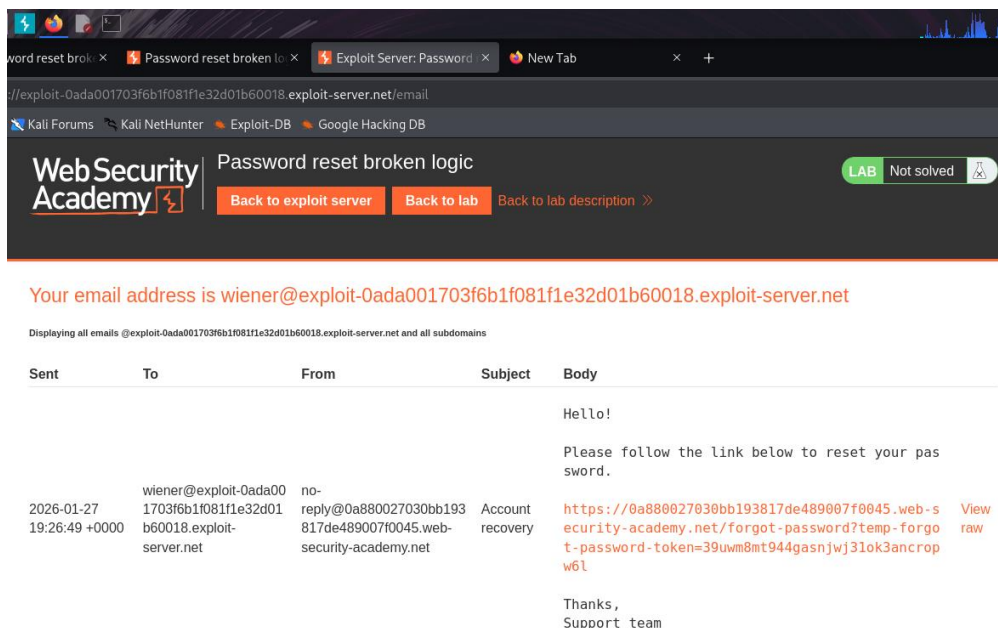 word reset brok ×
Password reset broken lo ×
Exploit Server: Password ×
New Tab ×
+
://exploit-0ada001703f6b1f081f1e32d01b60018.exploit-server.net/email
Kali Forums
Kali NetHunter
Exploit-DB
Google Hacking DB
WebSecurity
Academy
Password reset broken logic
Back to exploit server
Back to lab
Back to lab description »
LAB Not solved
Your email address is wiener@exploit-0ada001703f6b1f081f1e32d01b60018.exploit-server.net
Displaying all emails @exploit-0ada001703f6b1f081f1e32d01b60018.exploit-server.net and all subdomains
Sent To From Subject Body
2026-01-27
19:26:49 +0000
wiener@exploit-0ada00
1703f6b1f081f1e32d01
b60018.exploit-
server.net
no-
reply@0a880027030bb193
817de489007f0045.web-
security-academy.net
Account
recovery
Hello!
Please follow the link below to reset your pas
sword.
https://0a880027030bb193817de489007f0045.web-s
ecurity-academy.net/forgot-password?temp-forgo
t-password-token=39uwm8mt944gasnjwj31ok3ancrop
w6l
Thanks,
Support team
View
raw